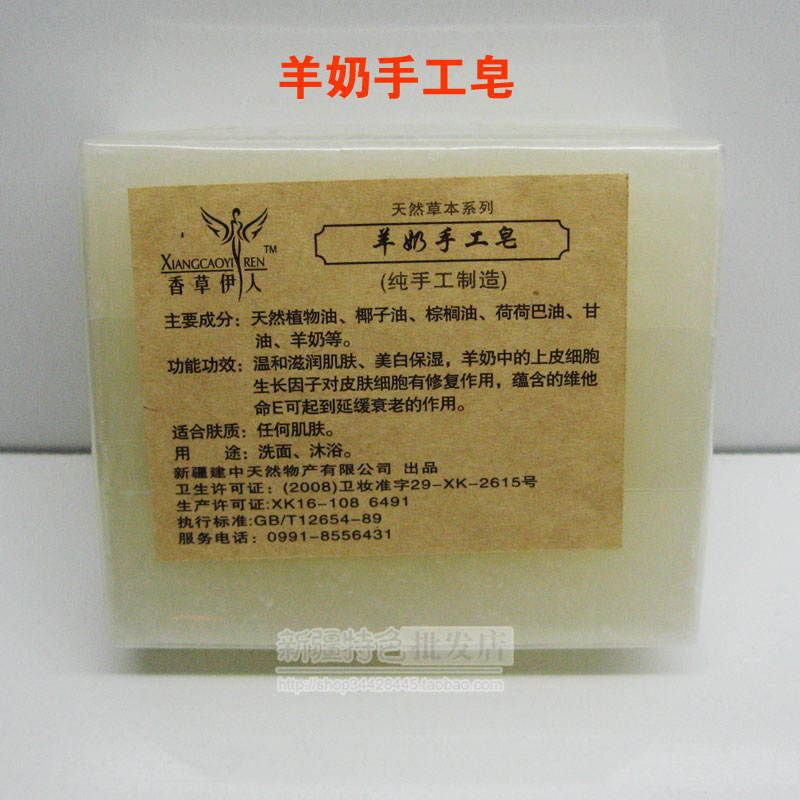 羊奶手工皂
天然草本系列
羊奶手工皂
(纯手工制造)
XIANGCAOYI REN TM
香草伊人
主要成分：天然植物油、椰子油、棕榈油、荷荷巴油、甘
油、羊奶等。
功能功效：温和滋润肌肤、美白保湿，羊奶中的上皮细胞
生长因子对皮肤细胞有修复作用，蕴含的维他
命E可起到延缓衰老的作用。
适合肤质：任何肌肤。
用 途：洗面、沐浴。
新疆建中天然物产有限公司 出品
卫生许可证：(2008)卫妆准字29-XK-2615号
生产许可证:XK16-108 6491
执行标准:GB/T12654-89
服务电话：0991-8556431
新疆特色批发店
http://shop34428445.taobao.com